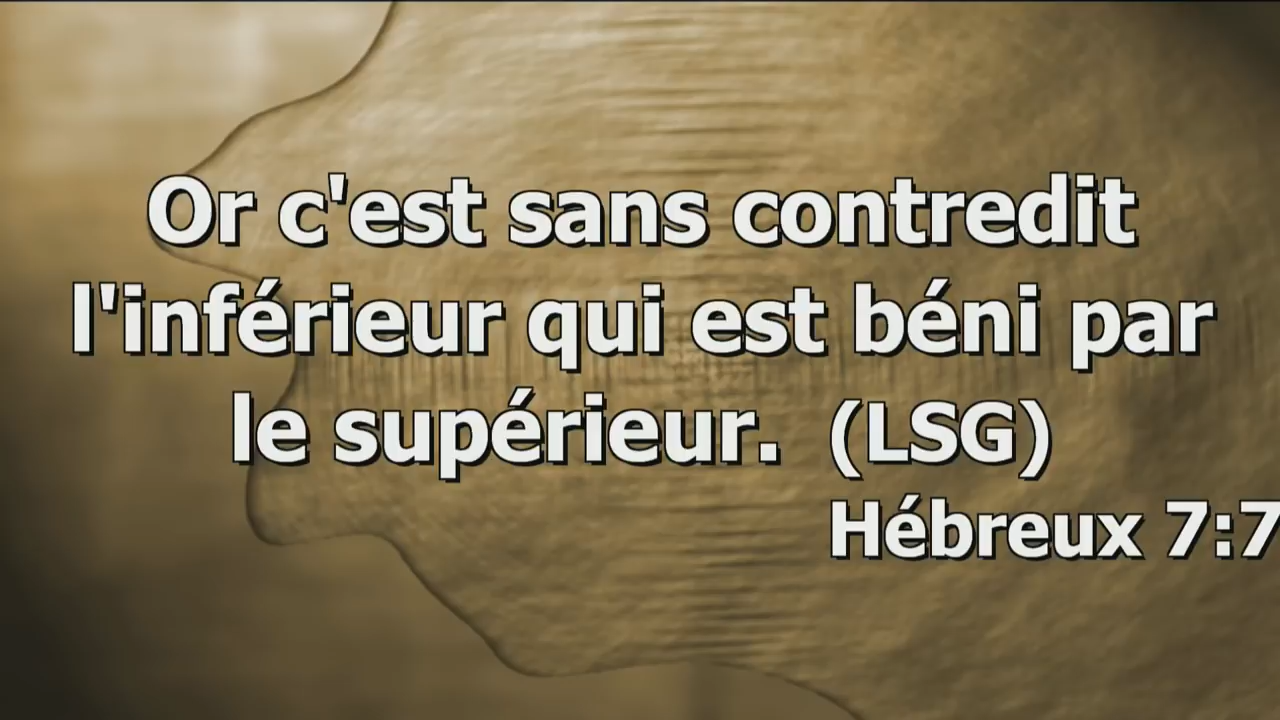 Or c'est sans contredit
l'inférieur qui est béni par
le supérieur. (LSG)
Hébreux 7:7